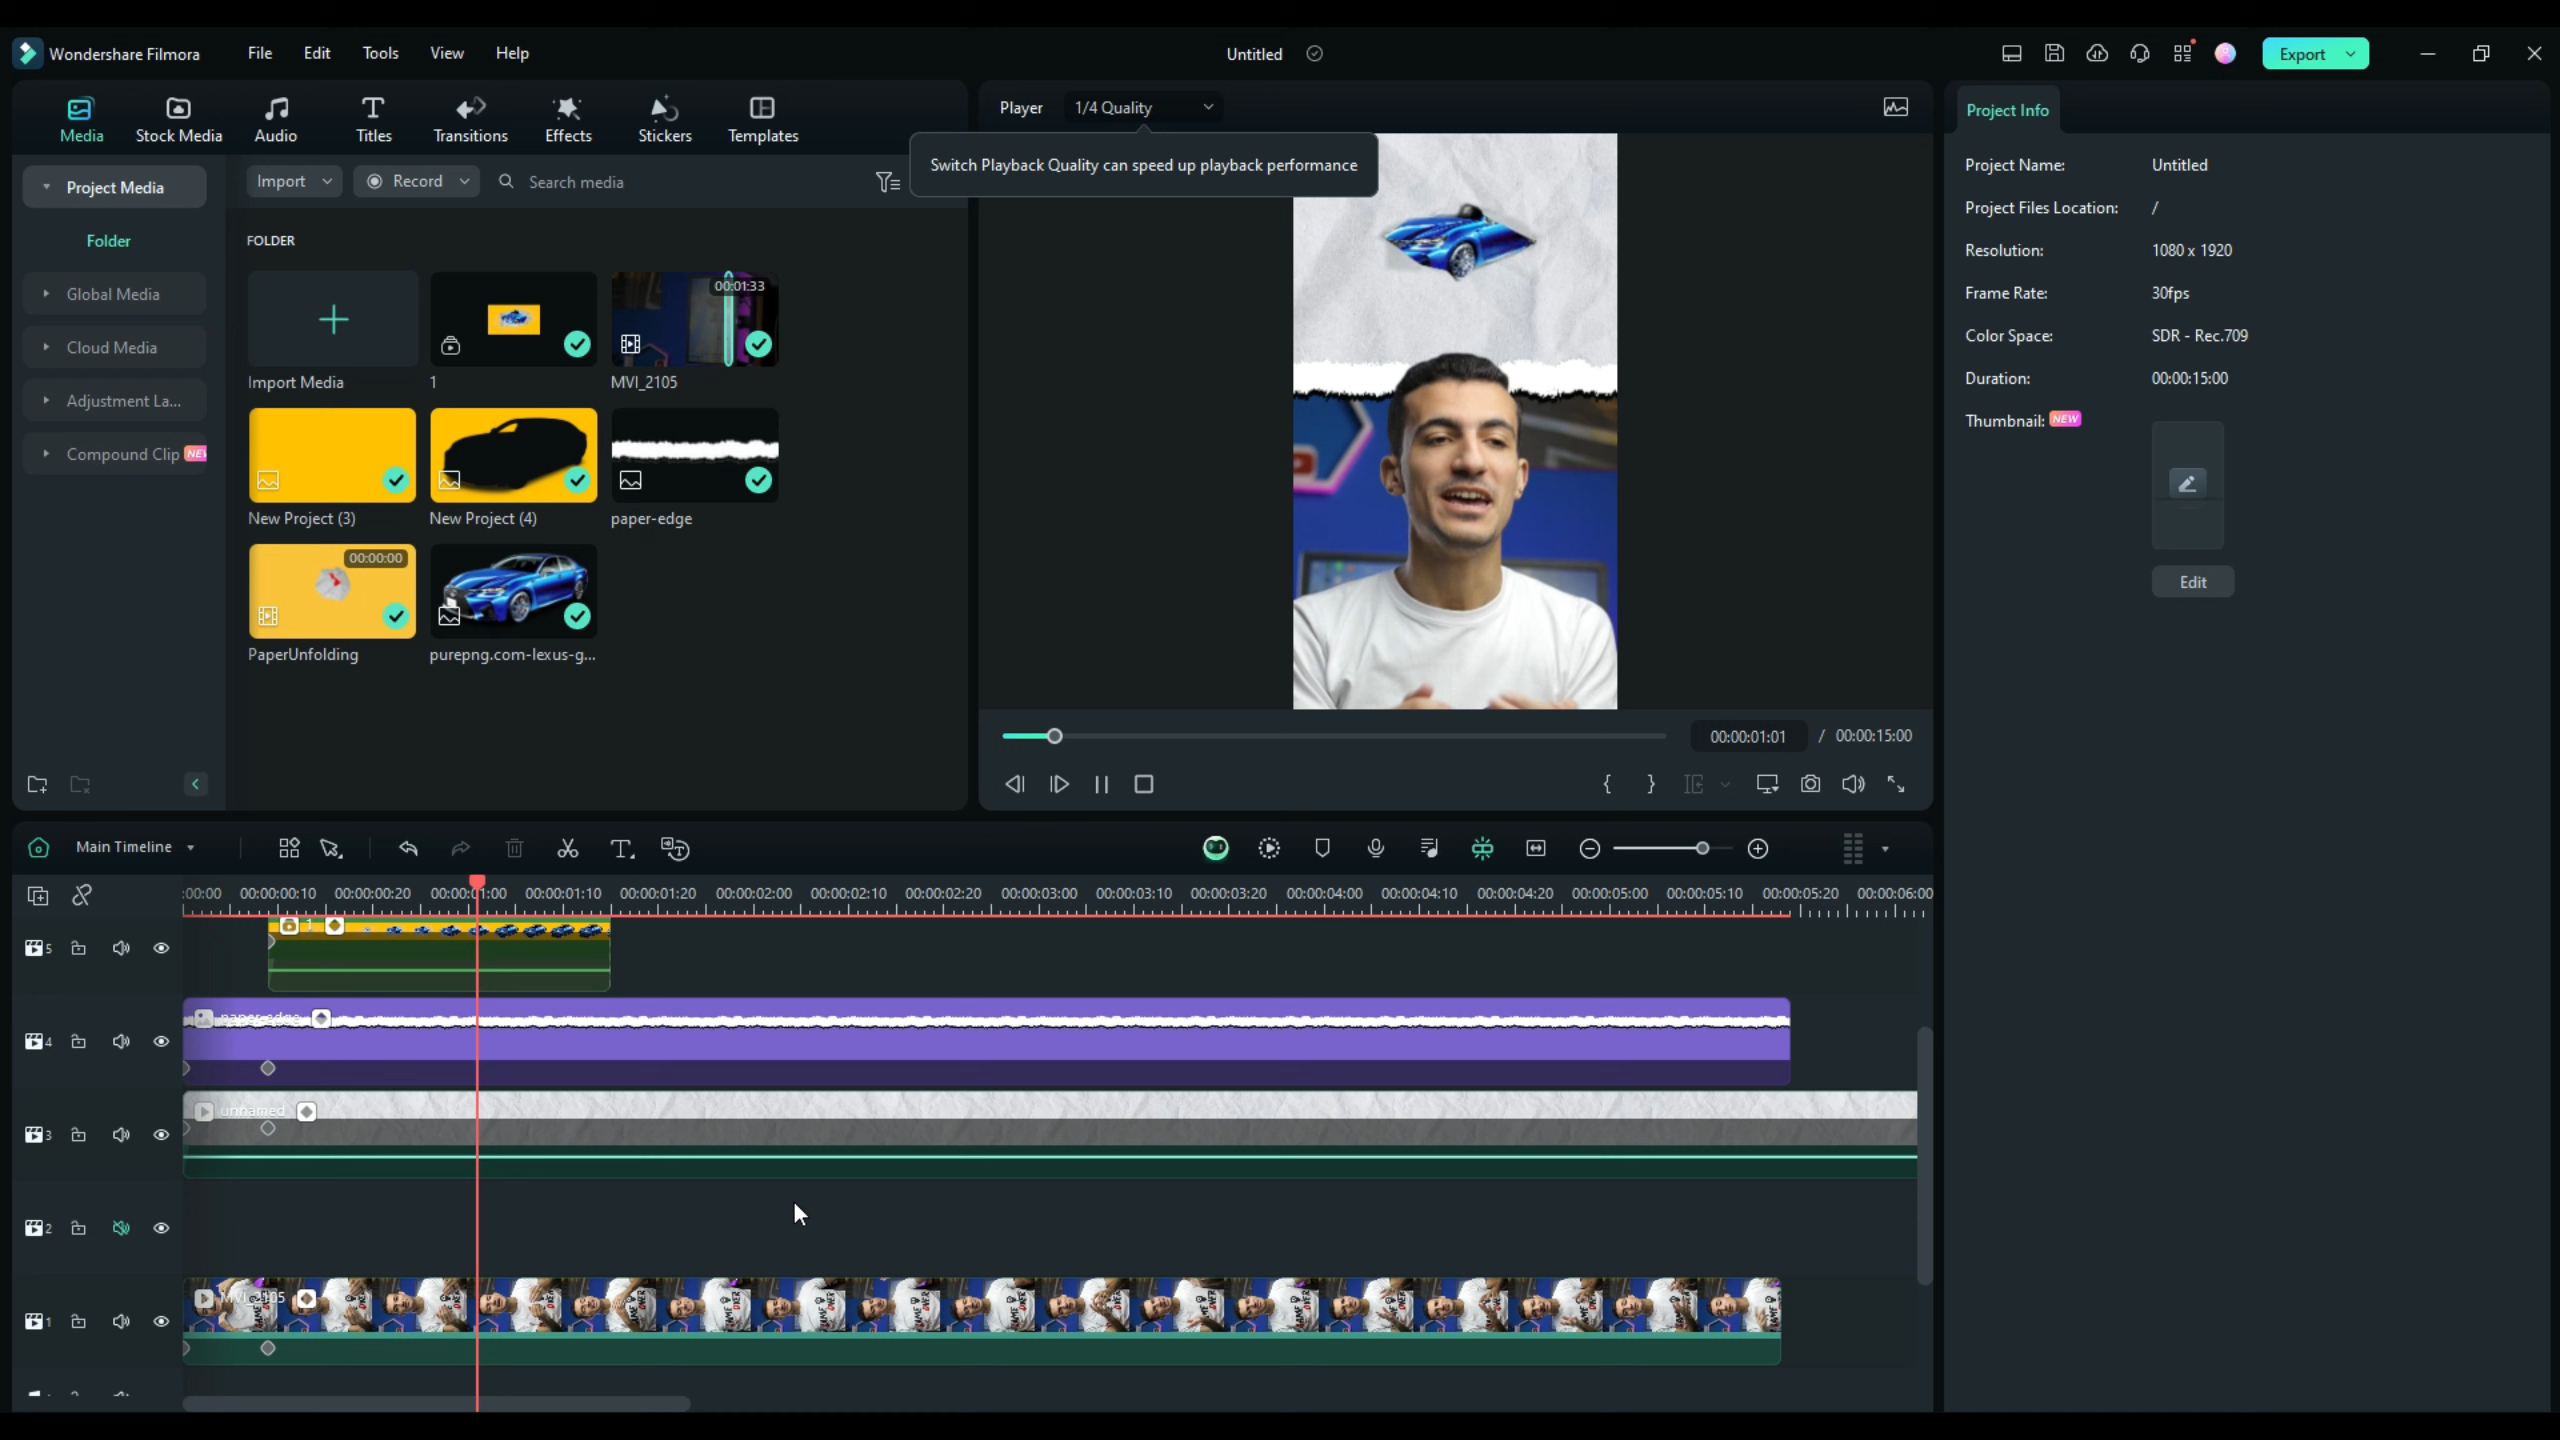 Wondershare Filmora File Edit Tools View Help
Untitled
Export
Media Stock Media Audio Titles Transitions Effects Stickers Templates
Player 1/4 Quality
Switch Playback Quality can speed up playback performance
Project Info
Project Media
Folder
Global Media
Cloud Media
Adjustment La...
Compound Clip NEW
Import Record Search media
FOLDER
Import Media
1
00:01:33
MVI_2105
New Project (3)
New Project (4)
paper-edge
00:00:00
PaperUnfolding
purepng.com-lexus-g...
Project Name: Untitled
Project Files Location: /
Resolution: 1080 x 1920
Frame Rate: 30fps
Color Space: SDR - Rec.709
Duration: 00:00:15:00
Thumbnail: NEW
Edit
00:00:01:01 / 00:00:15:00
Main Timeline
:00:00 00:00:00:10 00:00:00:20 00:00:01:00 00:00:01:10 00:00:01:20 00:00:02:00 00:00:02:10 00:00:02:20 00:00:03:00 00:00:03:10 00:00:03:20 00:00:04:00 00:00:04:10 00:00:04:20 00:00:05:00 00:00:05:10 00:00:05:20 00:00:06:00
5 1
4 paper-edge
3 unnamed
2
1 MVI_2105